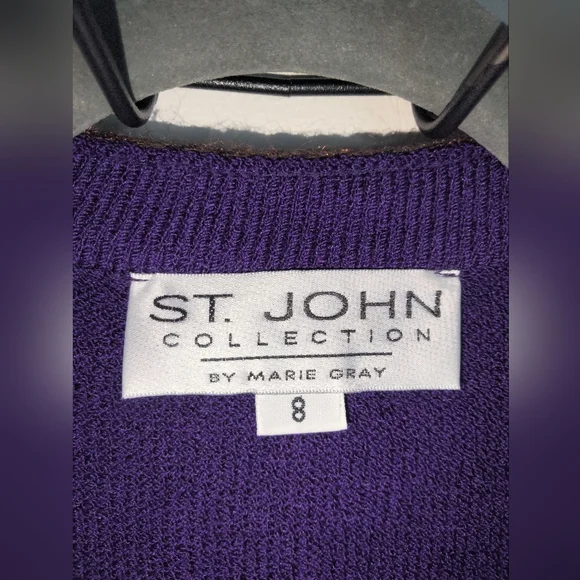 ST. JOHN
COLLECTION
BY MARIE GRAY
8